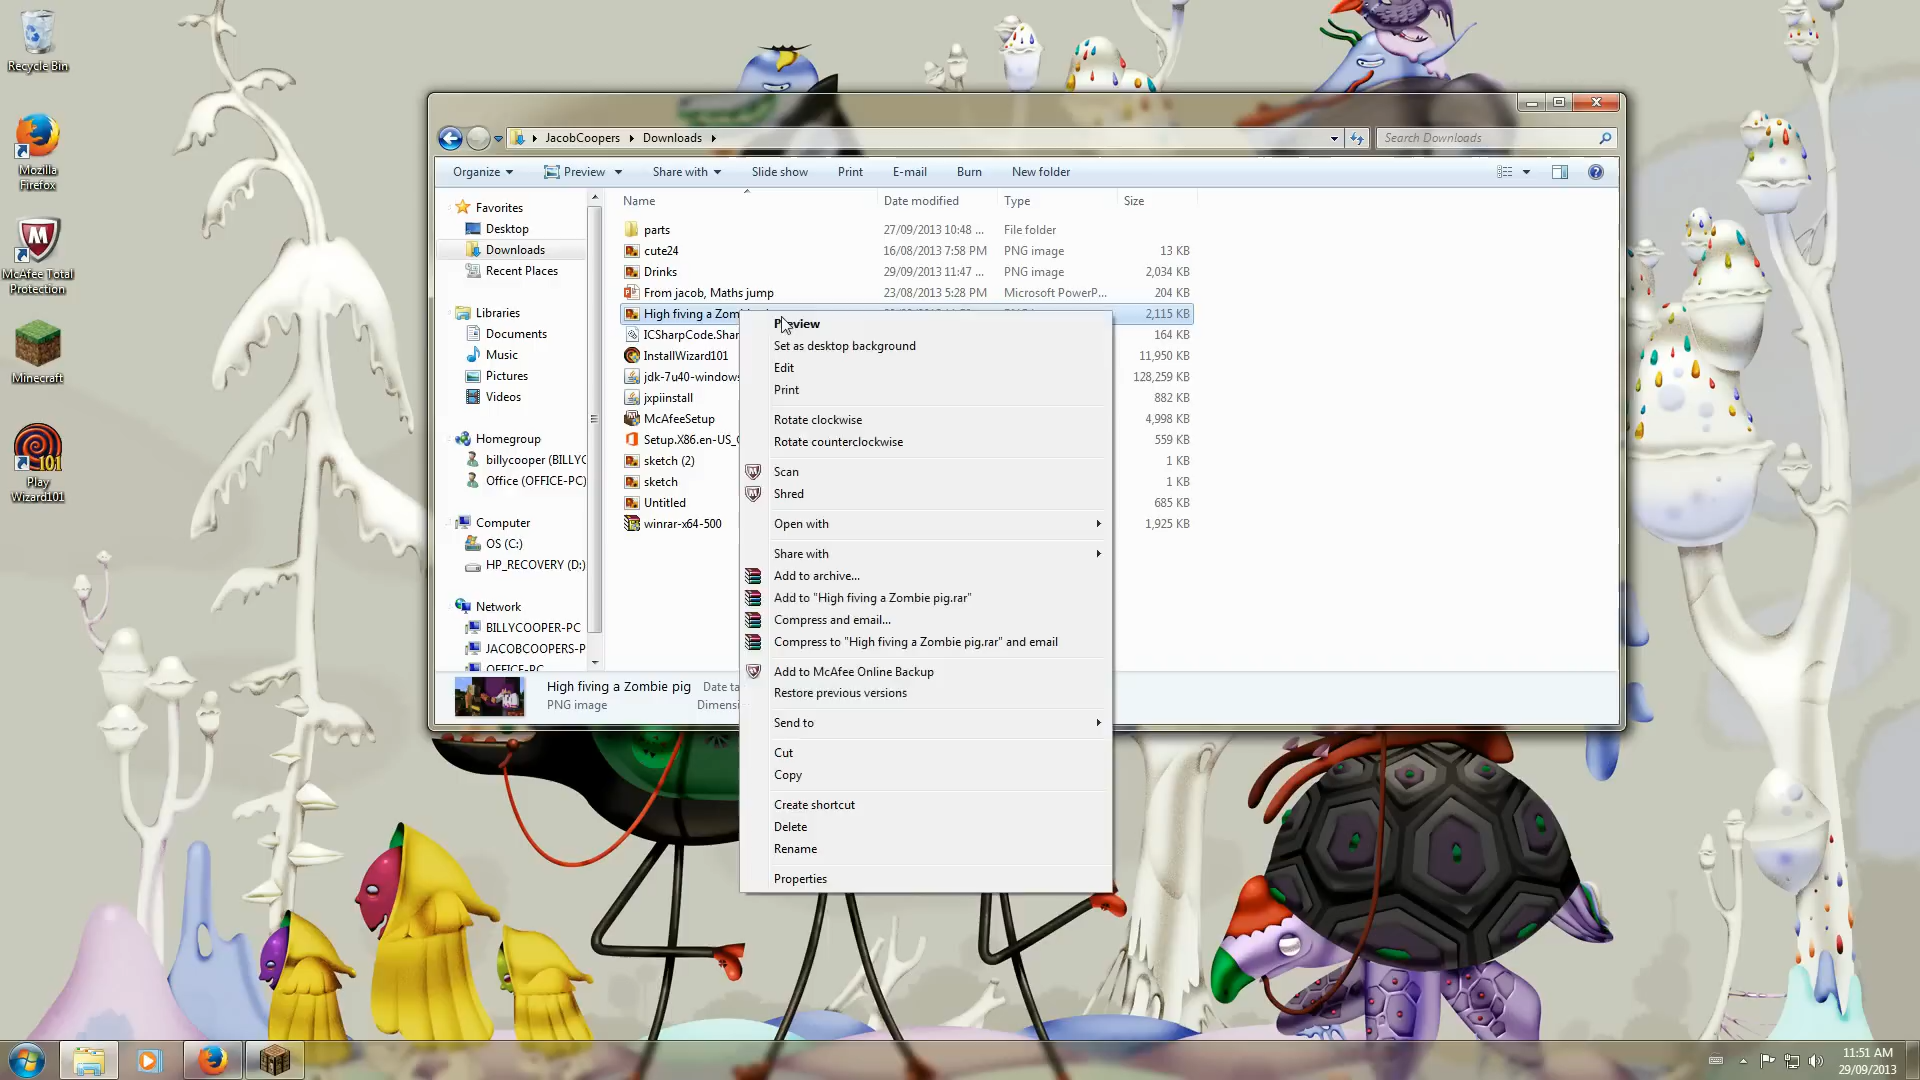 Recycle Bin
Mozilla
Firefox
McAfee Total
Protection
Minecraft
101
Play
Wizard101
JacobCoopers
Downloads
Search Downloads
Organize
Preview
Share with
Slide show
Print
E-mail
Burn
New folder
Favorites
Desktop
Downloads
Recent Places
Libraries
Documents
Music
Pictures
Videos
Homegroup
billycooper (BILLYC
Office (OFFICE-PC)
Computer
OS (C:)
HP_RECOVERY (D:)
Network
BILLYCOOPER-PC
JACOBCOOPERS-P
OFFICE-PC
Name
Date modified
Type
Size
parts
27/09/2013 10:48 ...
File folder
cute24
16/08/2013 7:58 PM
PNG image
13 KB
Drinks
29/09/2013 11:47 ...
PNG image
2,034 KB
From jacob, Maths jump
23/08/2013 5:28 PM
Microsoft PowerP...
204 KB
High fiving a Zom
2,115 KB
ICSharpCode.Shar
164 KB
InstallWizard101
11,950 KB
jdk-7u40-windows
128,259 KB
jxpiinstall
882 KB
McAfeeSetup
4,998 KB
Setup.X86.en-US_
559 KB
sketch (2)
1 KB
sketch
1 KB
Untitled
685 KB
winrar-x64-500
1,925 KB
Preview
Set as desktop background
Edit
Print
Rotate clockwise
Rotate counterclockwise
Scan
Shred
Open with
Share with
Add to archive...
Add to "High fiving a Zombie pig.rar"
Compress and email...
Compress to "High fiving a Zombie pig.rar" and email
Add to McAfee Online Backup
Restore previous versions
Send to
Cut
Copy
Create shortcut
Delete
Rename
Properties
High fiving a Zombie pig
Date ta
PNG image
Dimensi
11:51 AM
29/09/2013